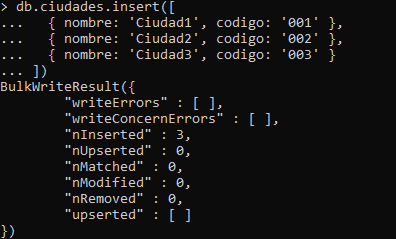 > db.ciudades.insert([
...   { nombre: 'Ciudad1', codigo: '001' },
...   { nombre: 'Ciudad2', codigo: '002' },
...   { nombre: 'Ciudad3', codigo: '003' }
... ])
BulkWriteResult({
        "writeErrors" : [ ],
        "writeConcernErrors" : [ ],
        "nInserted" : 3,
        "nUpserted" : 0,
        "nMatched" : 0,
        "nModified" : 0,
        "nRemoved" : 0,
        "upserted" : [ ]
})